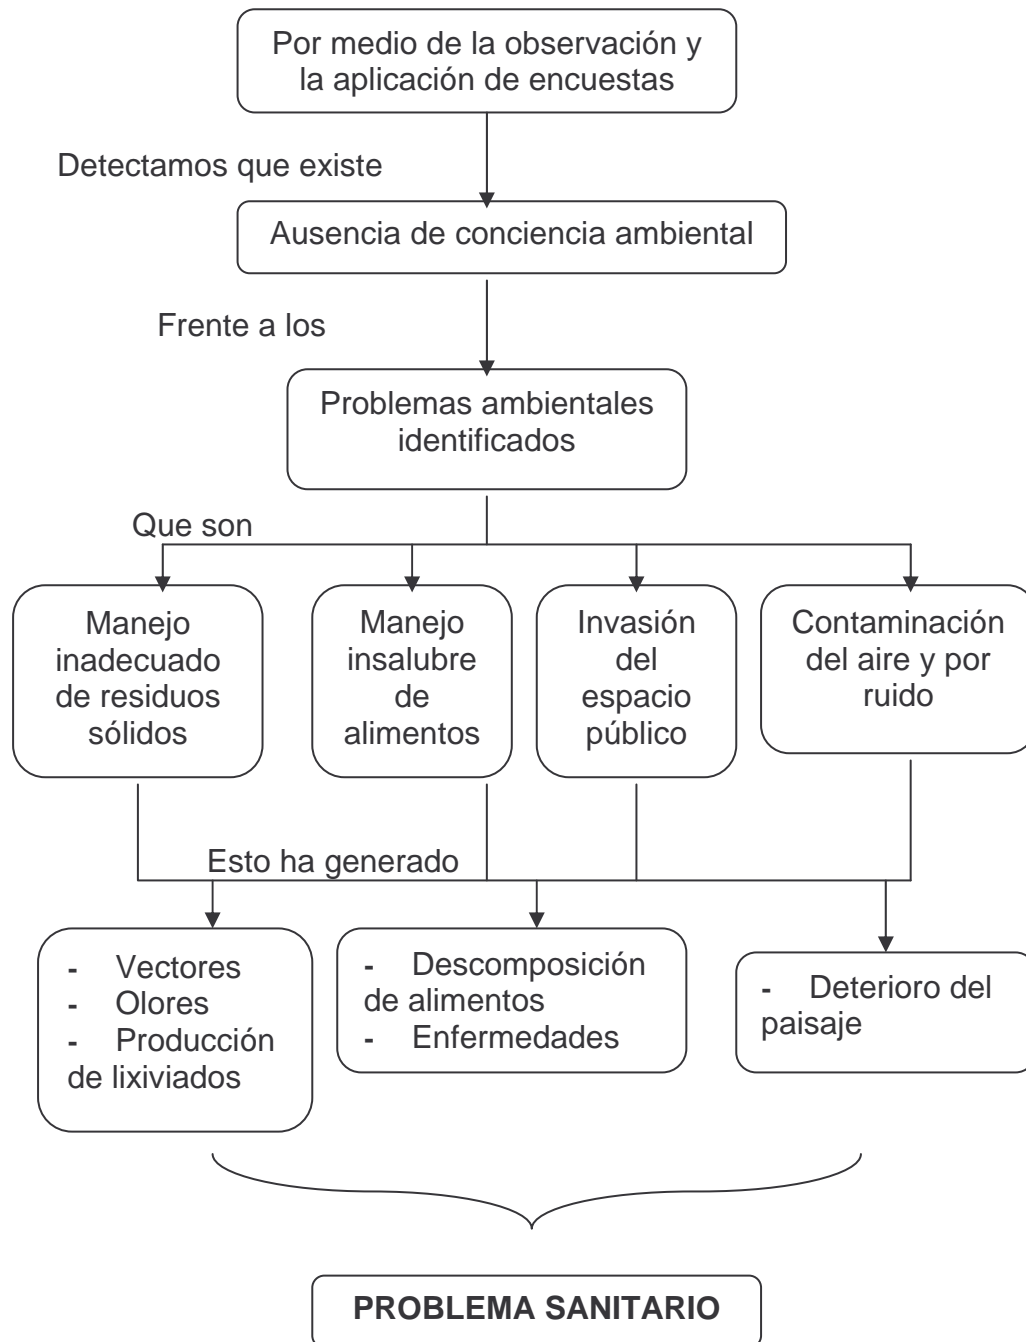 Por medio de la observación y
la aplicación de encuestas
Detectamos que existe
Ausencia de conciencia ambiental
Frente a los
Problemas ambientales
identificados
Que son
Manejo
inadecuado
de residuos
sólidos
Manejo
insalubre
de
alimentos
Invasión
del
espacio
público
Contaminación
del aire y por
ruido
Esto ha generado
- Vectores
- Olores
- Producción
de lixiviados
- Descomposición
de alimentos
- Enfermedades
- Deterioro del
paisaje
PROBLEMA SANITARIO